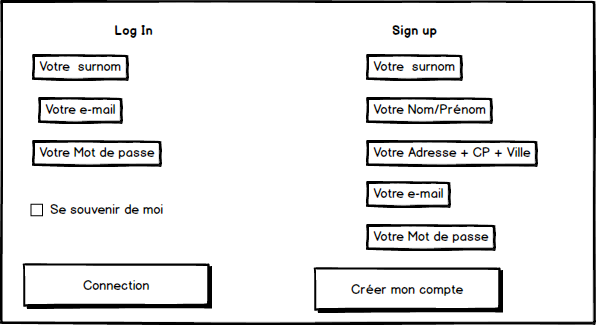 Log In
Votre surnom
Votre e-mail
Votre Mot de passe
Se souvenir de moi
Connection
Sign up
Votre surnom
Votre Nom/Prénom
Votre Adresse + CP + Ville
Votre e-mail
Votre Mot de passe
Créer mon compte